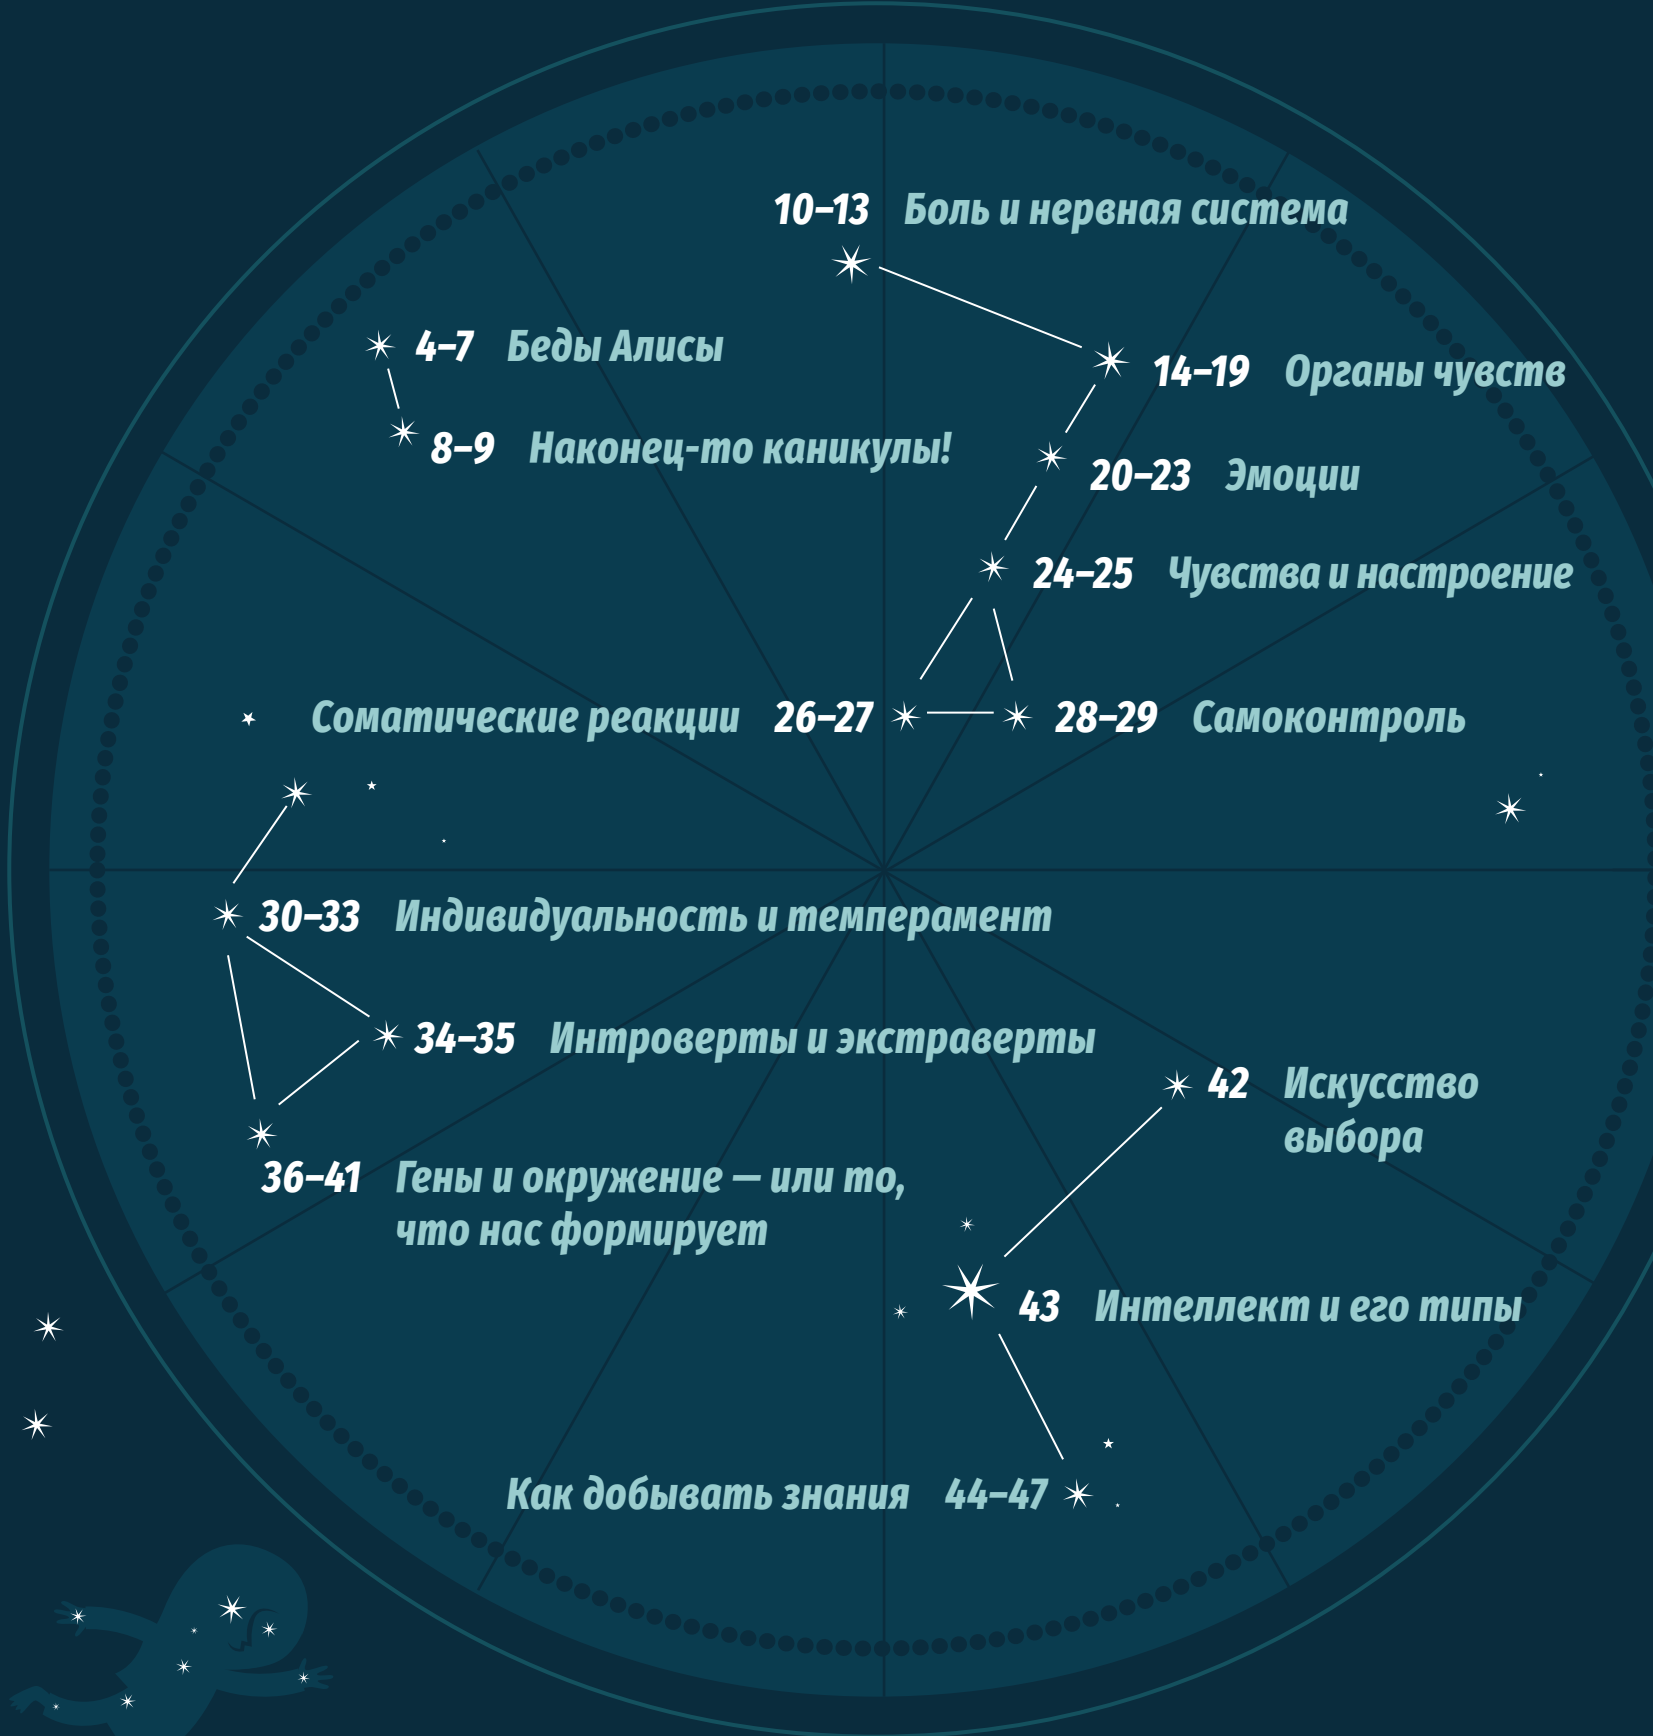 10–13 Боль и нервная система
4–7 Беды Алисы
14–19 Органы чувств
8–9 Наконец-то каникулы!
20–23 Эмоции
24–25 Чувства и настроение
Соматические реакции 26–27
28–29 Самоконтроль
30–33 Индивидуальность и темперамент
34–35 Интроверты и экстраверты
42 Искусство
выбора
36–41 Гены и окружение — или то,
что нас формирует
43 Интеллект и его типы
Как добывать знания 44–47